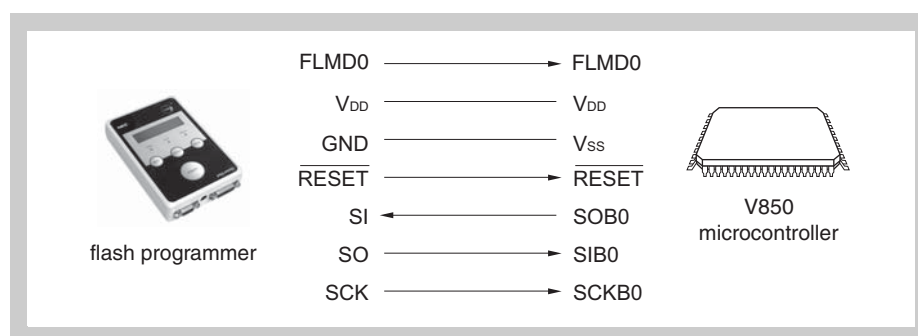 FLMD0 FLMD0
VDD VDD
GND VSS
RESET RESET
SI SOB0
SO SIB0
SCK SCKB0
flash programmer
V850
microcontroller